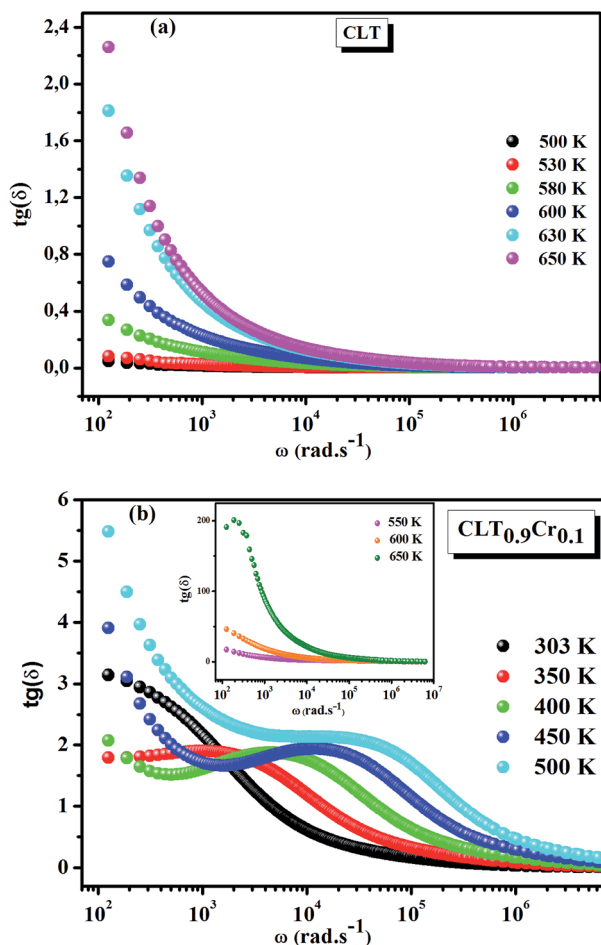 (a)
CLT
2,4
2,0
1,6
1,2
0,8
0,4
0,0
tg(δ)
500 K
530 K
580 K
600 K
630 K
650 K
10² 10³ 10⁴ 10⁵ 10⁶
ω (rad.s⁻¹)
(b)
CLT₀.₉Cr₀.₁
6
5
4
3
2
1
0
tg(δ)
200
100
0
tg(δ)
550 K
600 K
650 K
10² 10³ 10⁴ 10⁵ 10⁶ 10⁷
ω (rad.s⁻¹)
303 K
350 K
400 K
450 K
500 K
10² 10³ 10⁴ 10⁵ 10⁶
ω (rad.s⁻¹)